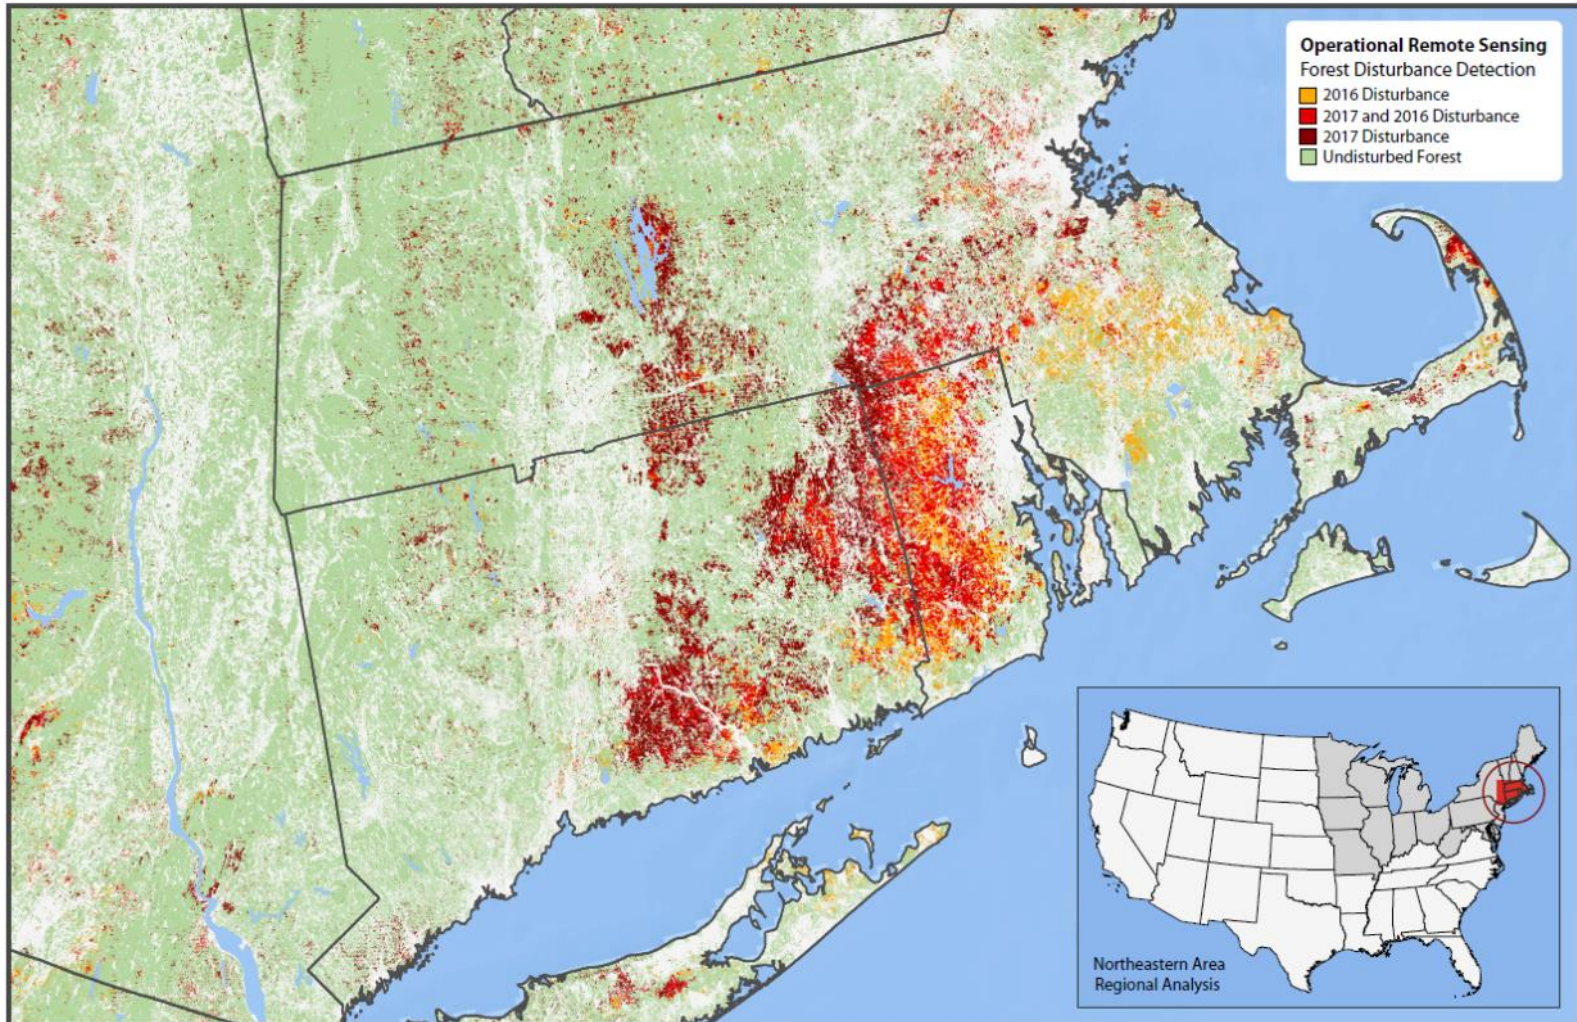 Operational Remote Sensing
Forest Disturbance Detection
2016 Disturbance
2017 and 2016 Disturbance
2017 Disturbance
Undisturbed Forest
Northeastern Area
Regional Analysis